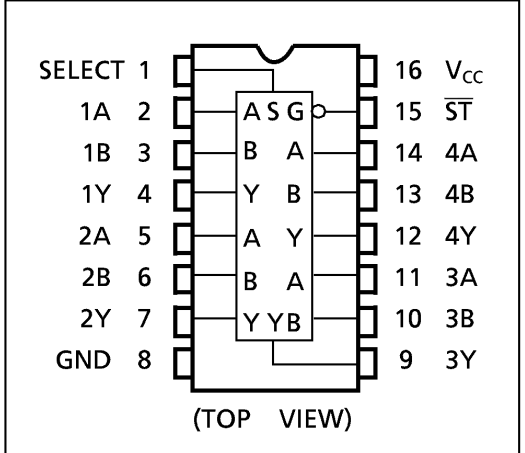 SELECT 1 16 VCC
1A 2 A S G 15 S̅T̅
1B 3 B A 14 4A
1Y 4 Y B 13 4B
2A 5 A Y 12 4Y
2B 6 B A 11 3A
2Y 7 Y Y B 10 3B
GND 8 9 3Y
(TOP VIEW)